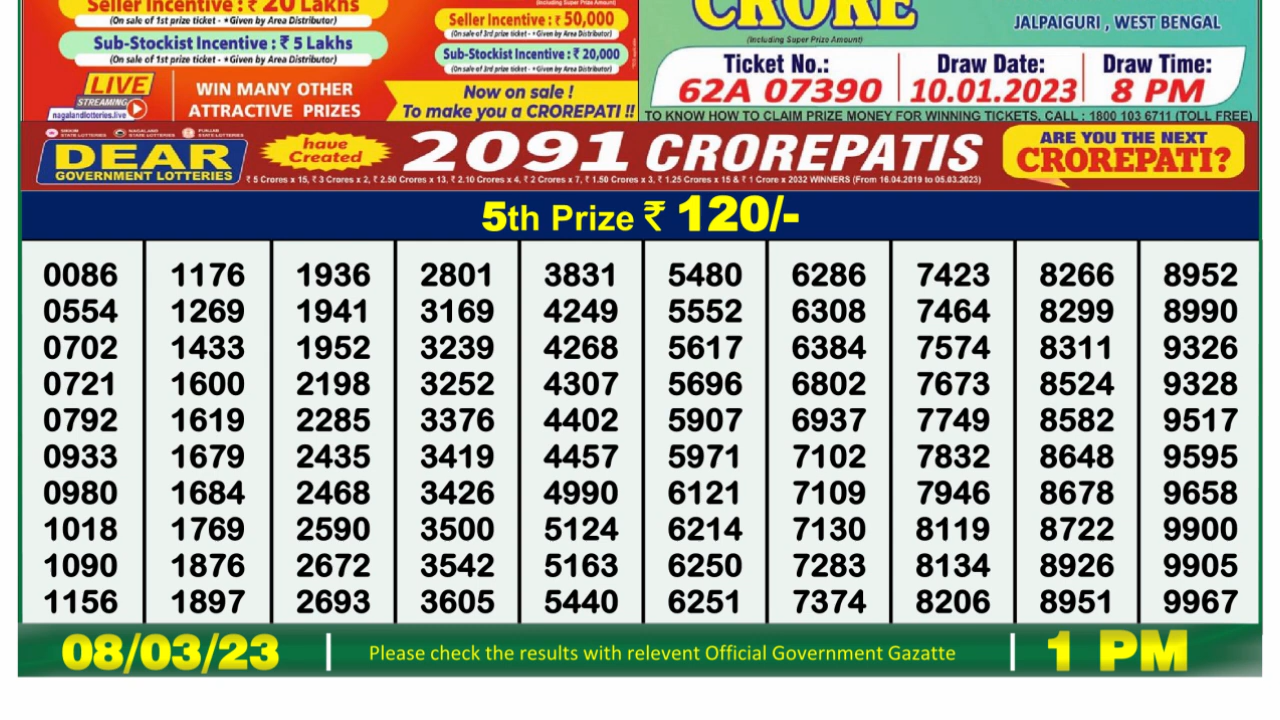 Seller Incentive : ₹ 20 Lakhs
(On sale of 1st prize ticket - *Given by Area Distributor)
Sub-Stockist Incentive : ₹ 5 Lakhs
(On sale of 1st prize ticket - *Given by Area Distributor)
(Including Super Prize Amount)
Seller Incentive : ₹ 50,000
(On sale of 3rd prize ticket - *Given by Area Distributor)
Sub-Stockist Incentive : ₹ 20,000
(On sale of 3rd prize ticket - *Given by Area Distributor)
LIVE
STREAMING
nagalandlotteries.live
WIN MANY OTHER
ATTRACTIVE PRIZES
Now on sale !
To make you a CROREPATI !!
CRORE
(Including Super Prize Amount)
JALPAIGURI , WEST BENGAL
Ticket No.: Draw Date: Draw Time:
62A 07390 10.01.2023 8 PM
TO KNOW HOW TO CLAIM PRIZE MONEY FOR WINNING TICKETS, CALL : 1800 103 6711 (TOLL FREE)
SIKKIM STATE LOTTERIES NAGALAND STATE LOTTERIES PUNJAB STATE LOTTERIES
DEAR
GOVERNMENT LOTTERIES
have
Created
2091 CROREPATIS
₹ 5 Crores x 15, ₹ 3 Crores x 2, ₹ 2.50 Crores x 13, ₹ 2.10 Crores x 4, ₹ 2 Crores x 7, ₹ 1.50 Crores x 3, ₹ 1.25 Crores x 15 & ₹ 1 Crore x 2032 WINNERS (From 16.04.2019 to 05.03.2023)
ARE YOU THE NEXT
CROREPATI?
5th Prize ₹ 120/-
0086 1176 1936 2801 3831 5480 6286 7423 8266 8952
0554 1269 1941 3169 4249 5552 6308 7464 8299 8990
0702 1433 1952 3239 4268 5617 6384 7574 8311 9326
0721 1600 2198 3252 4307 5696 6802 7673 8524 9328
0792 1619 2285 3376 4402 5907 6937 7749 8582 9517
0933 1679 2435 3419 4457 5971 7102 7832 8648 9595
0980 1684 2468 3426 4990 6121 7109 7946 8678 9658
1018 1769 2590 3500 5124 6214 7130 8119 8722 9900
1090 1876 2672 3542 5163 6250 7283 8134 8926 9905
1156 1897 2693 3605 5440 6251 7374 8206 8951 9967
08/03/23 Please check the results with relevent Official Government Gazatte 1 PM